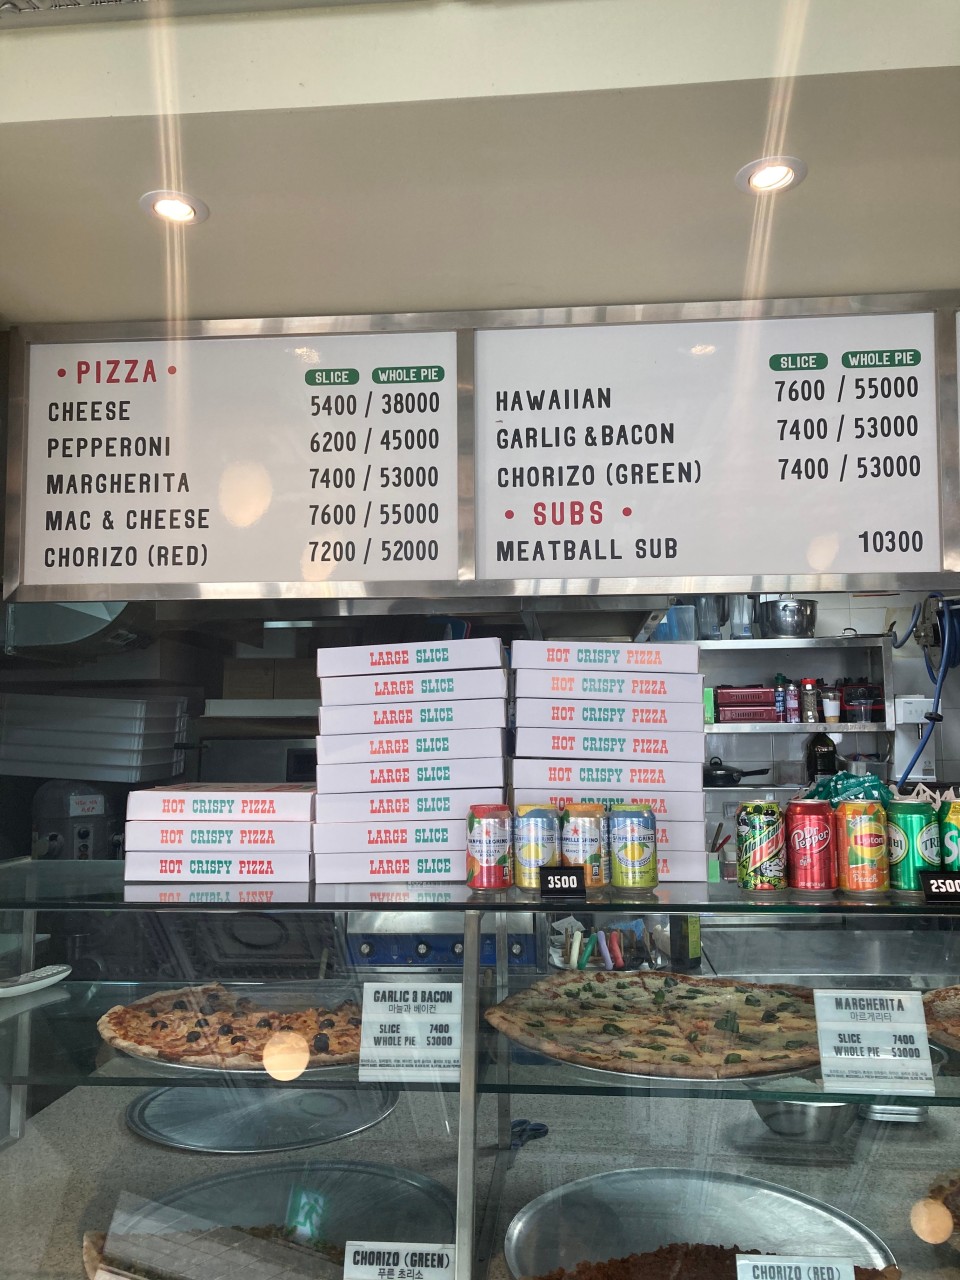 • PIZZA •
SLICE WHOLE PIE
CHEESE 5400 / 38000
PEPPERONI 6200 / 45000
MARGHERITA 7400 / 53000
MAC & CHEESE 7600 / 55000
CHORIZO (RED) 7200 / 52000
SLICE WHOLE PIE
HAWAIIAN 7600 / 55000
GARLIG & BACON 7400 / 53000
CHORIZO (GREEN) 7400 / 53000
• SUBS •
MEATBALL SUB 10300
LARGE SLICE
LARGE SLICE
LARGE SLICE
LARGE SLICE
LARGE SLICE
LARGE SLICE
LARGE SLICE
LARGE SLICE
HOT CRISPY PIZZA
HOT CRISPY PIZZA
HOT CRISPY PIZZA
HOT CRISPY PIZZA
HOT CRISPY PIZZA
HOT CRISPY PIZZA
HOT CRISPY PIZZA
HOT CRISPY PIZZA
HOT CRISPY PIZZA
3500
Dr Pepper
Lipton
Peach
2500
GARLIC & BACON
마늘과 베이컨
SLICE 7400
WHOLE PIE 53000
MARGHERITA
마르게리타
SLICE 7400
WHOLE PIE 53000
CHORIZO (GREEN)
푸른 초리소
CHORIZO (RED)